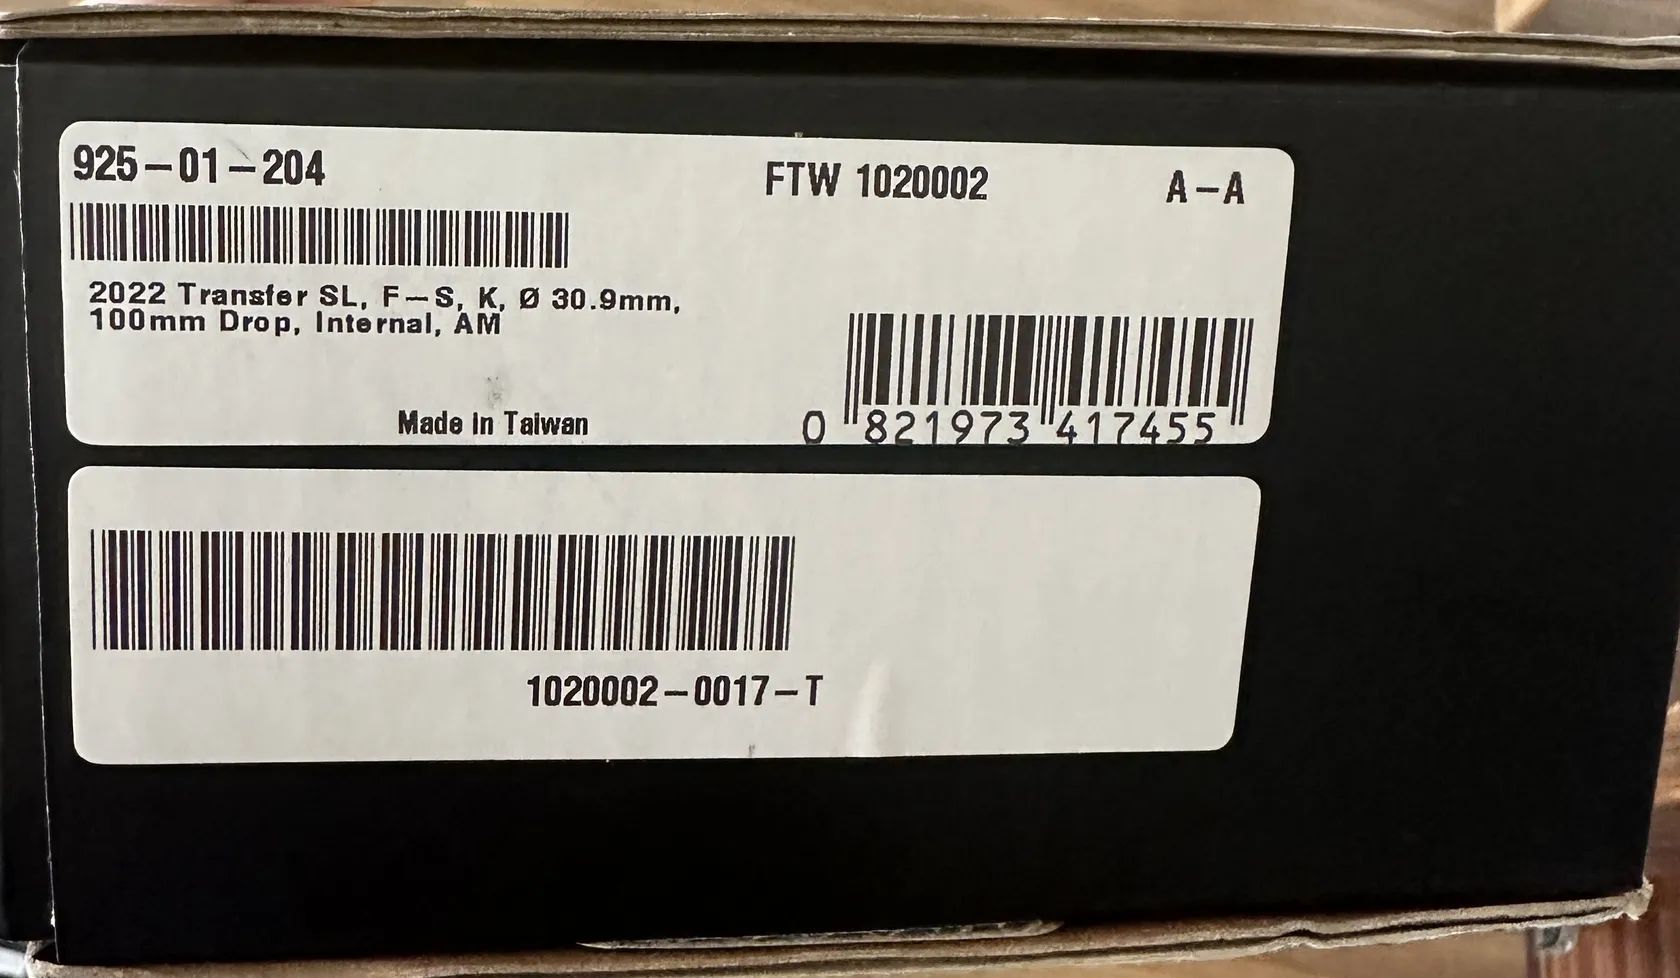 925-01-204
FTW 1020002
A-A
2022 Transfer SL, F-S, K, Ø 30.9mm,
100mm Drop, Internal, AM
Made In Taiwan
0 821973 417455
1020002-0017-T